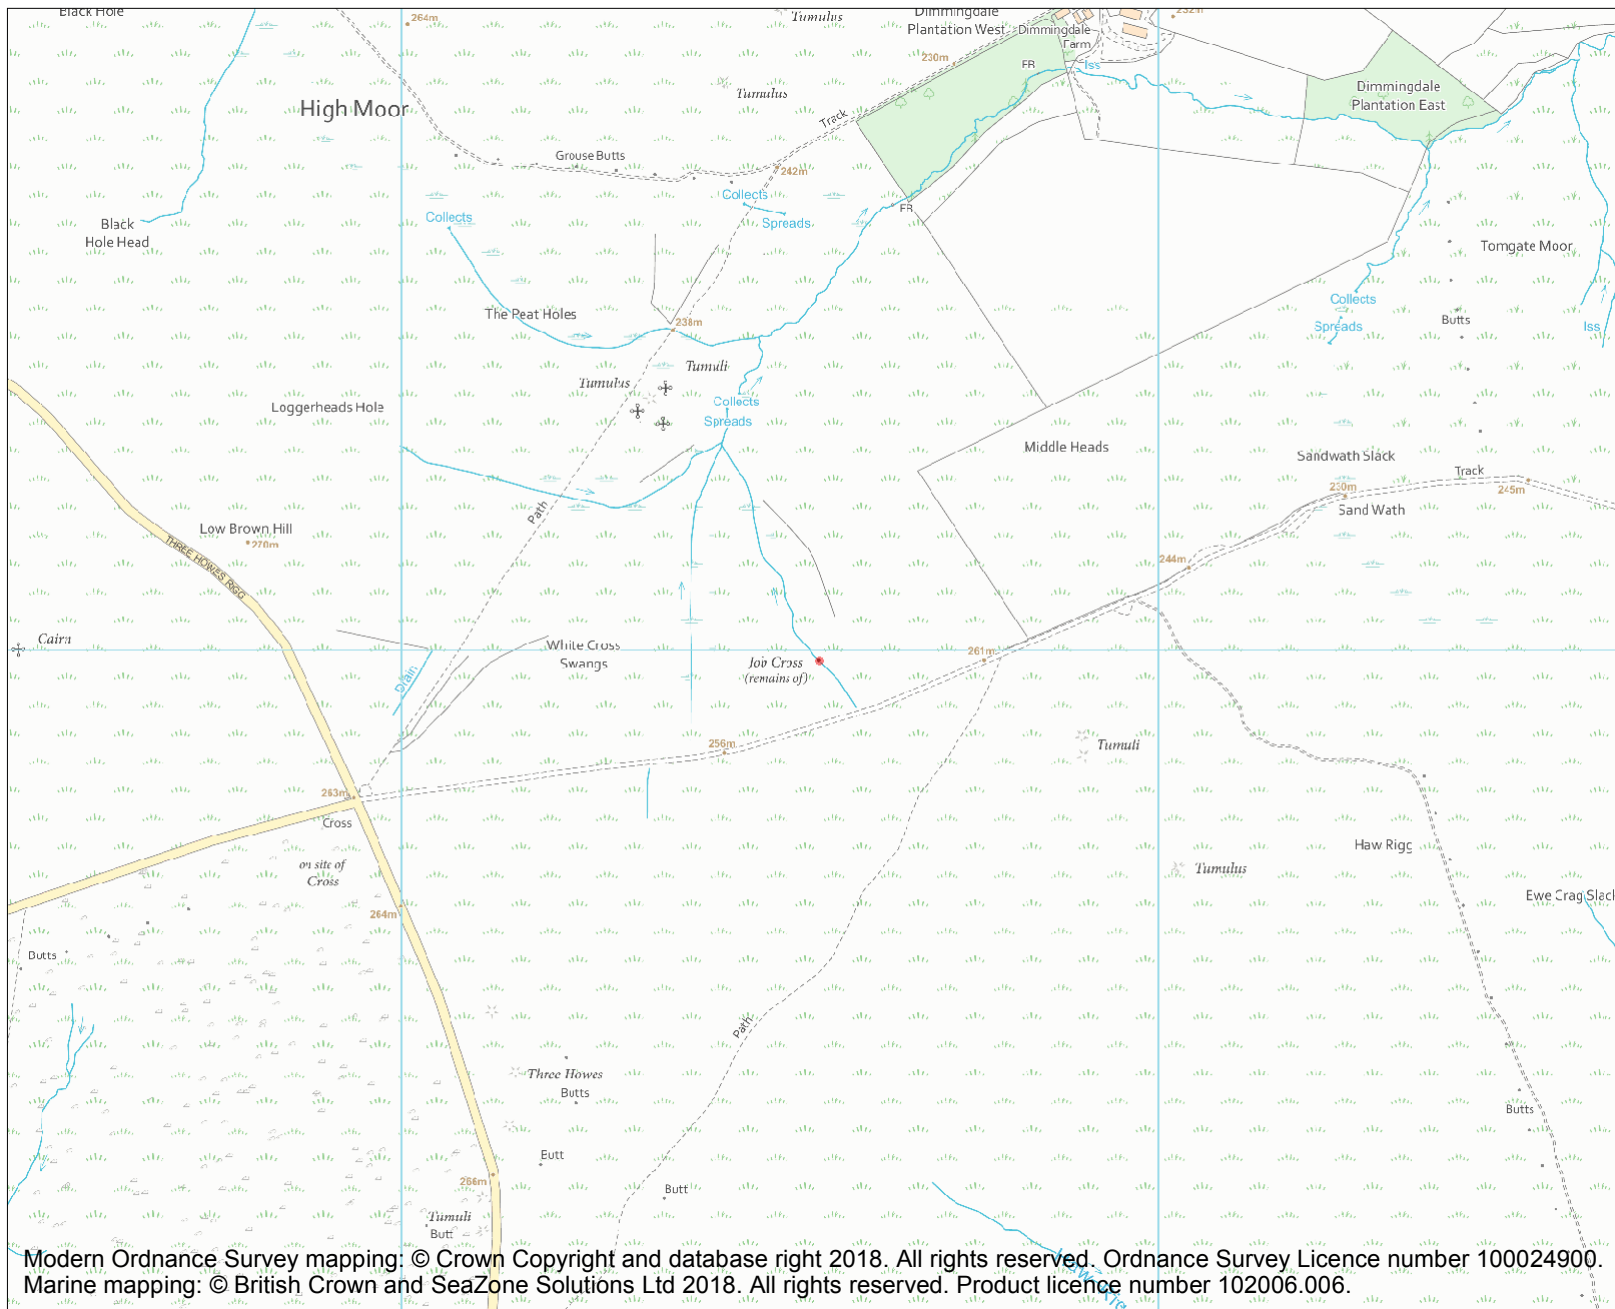 Black Hole
264m
Tumulus
Dimmingdale
Plantation West
Dimmingdale
Farm
232m
230m
FR
Iss
Dimmingdale
Plantation East
High Moor
Tumulus
Track
Grouse Butts
242m
Collects
Spreads
FR
Collects
Black
Hole Head
Tomgate Moor
The Peat Holes
238m
Collects
Spreads
Butts
Iss
Tumuli
Tumulus
Loggerheads Hole
Collects
Spreads
Middle Heads
Sandwath Slack
Track
230m
245m
Sand Wath
Path
Low Brown Hill
270m
THREE HOWES RIGG
244m
Cairn
White Cross
Swangs
Job Cross
(remains of)
261m
Drain
256m
Tumuli
263m
Cross
on site of
Cross
Haw Rigg
Tumulus
Ewe Crag Slack
264m
Butts
Path
Three Howes
Butts
Butts
Butt
266m
Butt
Tumuli
Butt
Modern Ordnance Survey mapping: © Crown Copyright and database right 2018. All rights reserved. Ordnance Survey Licence number 100024900.
Marine mapping: © British Crown and SeaZone Solutions Ltd 2018. All rights reserved. Product licence number 102006.006.